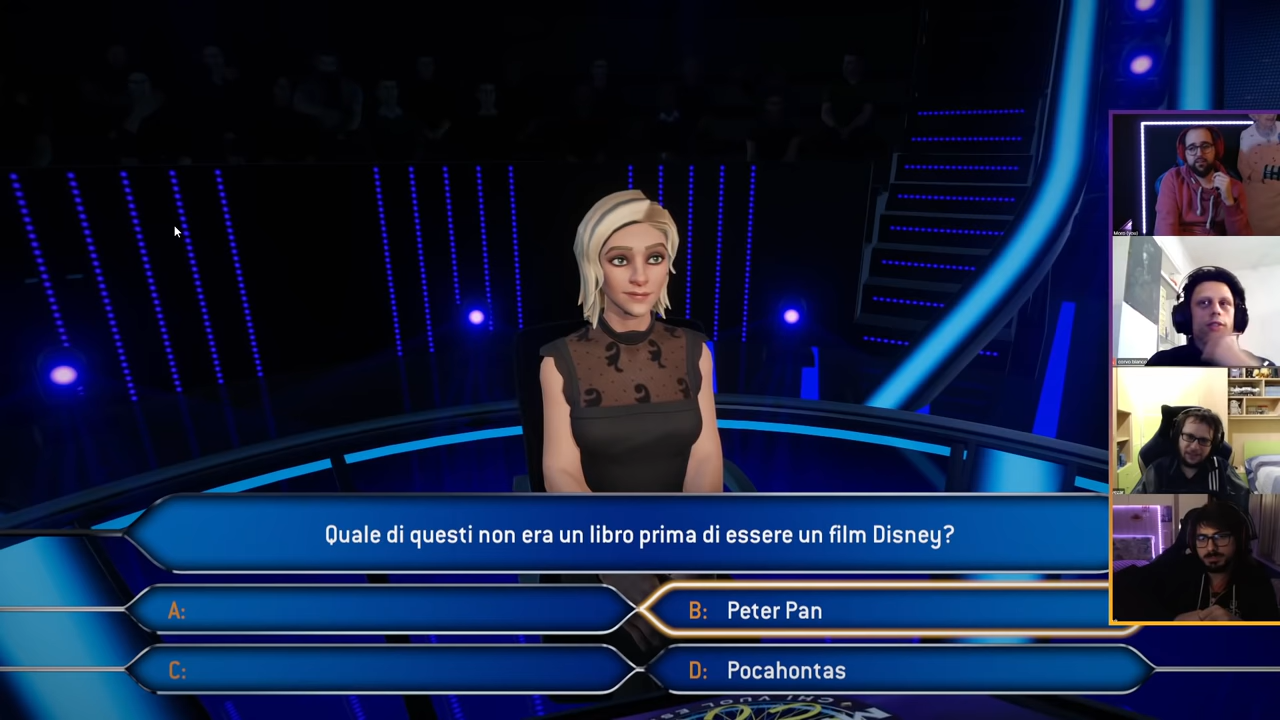 Quale di questi non era un libro prima di essere un film Disney?
A:
B: Peter Pan
C:
D: Pocahontas